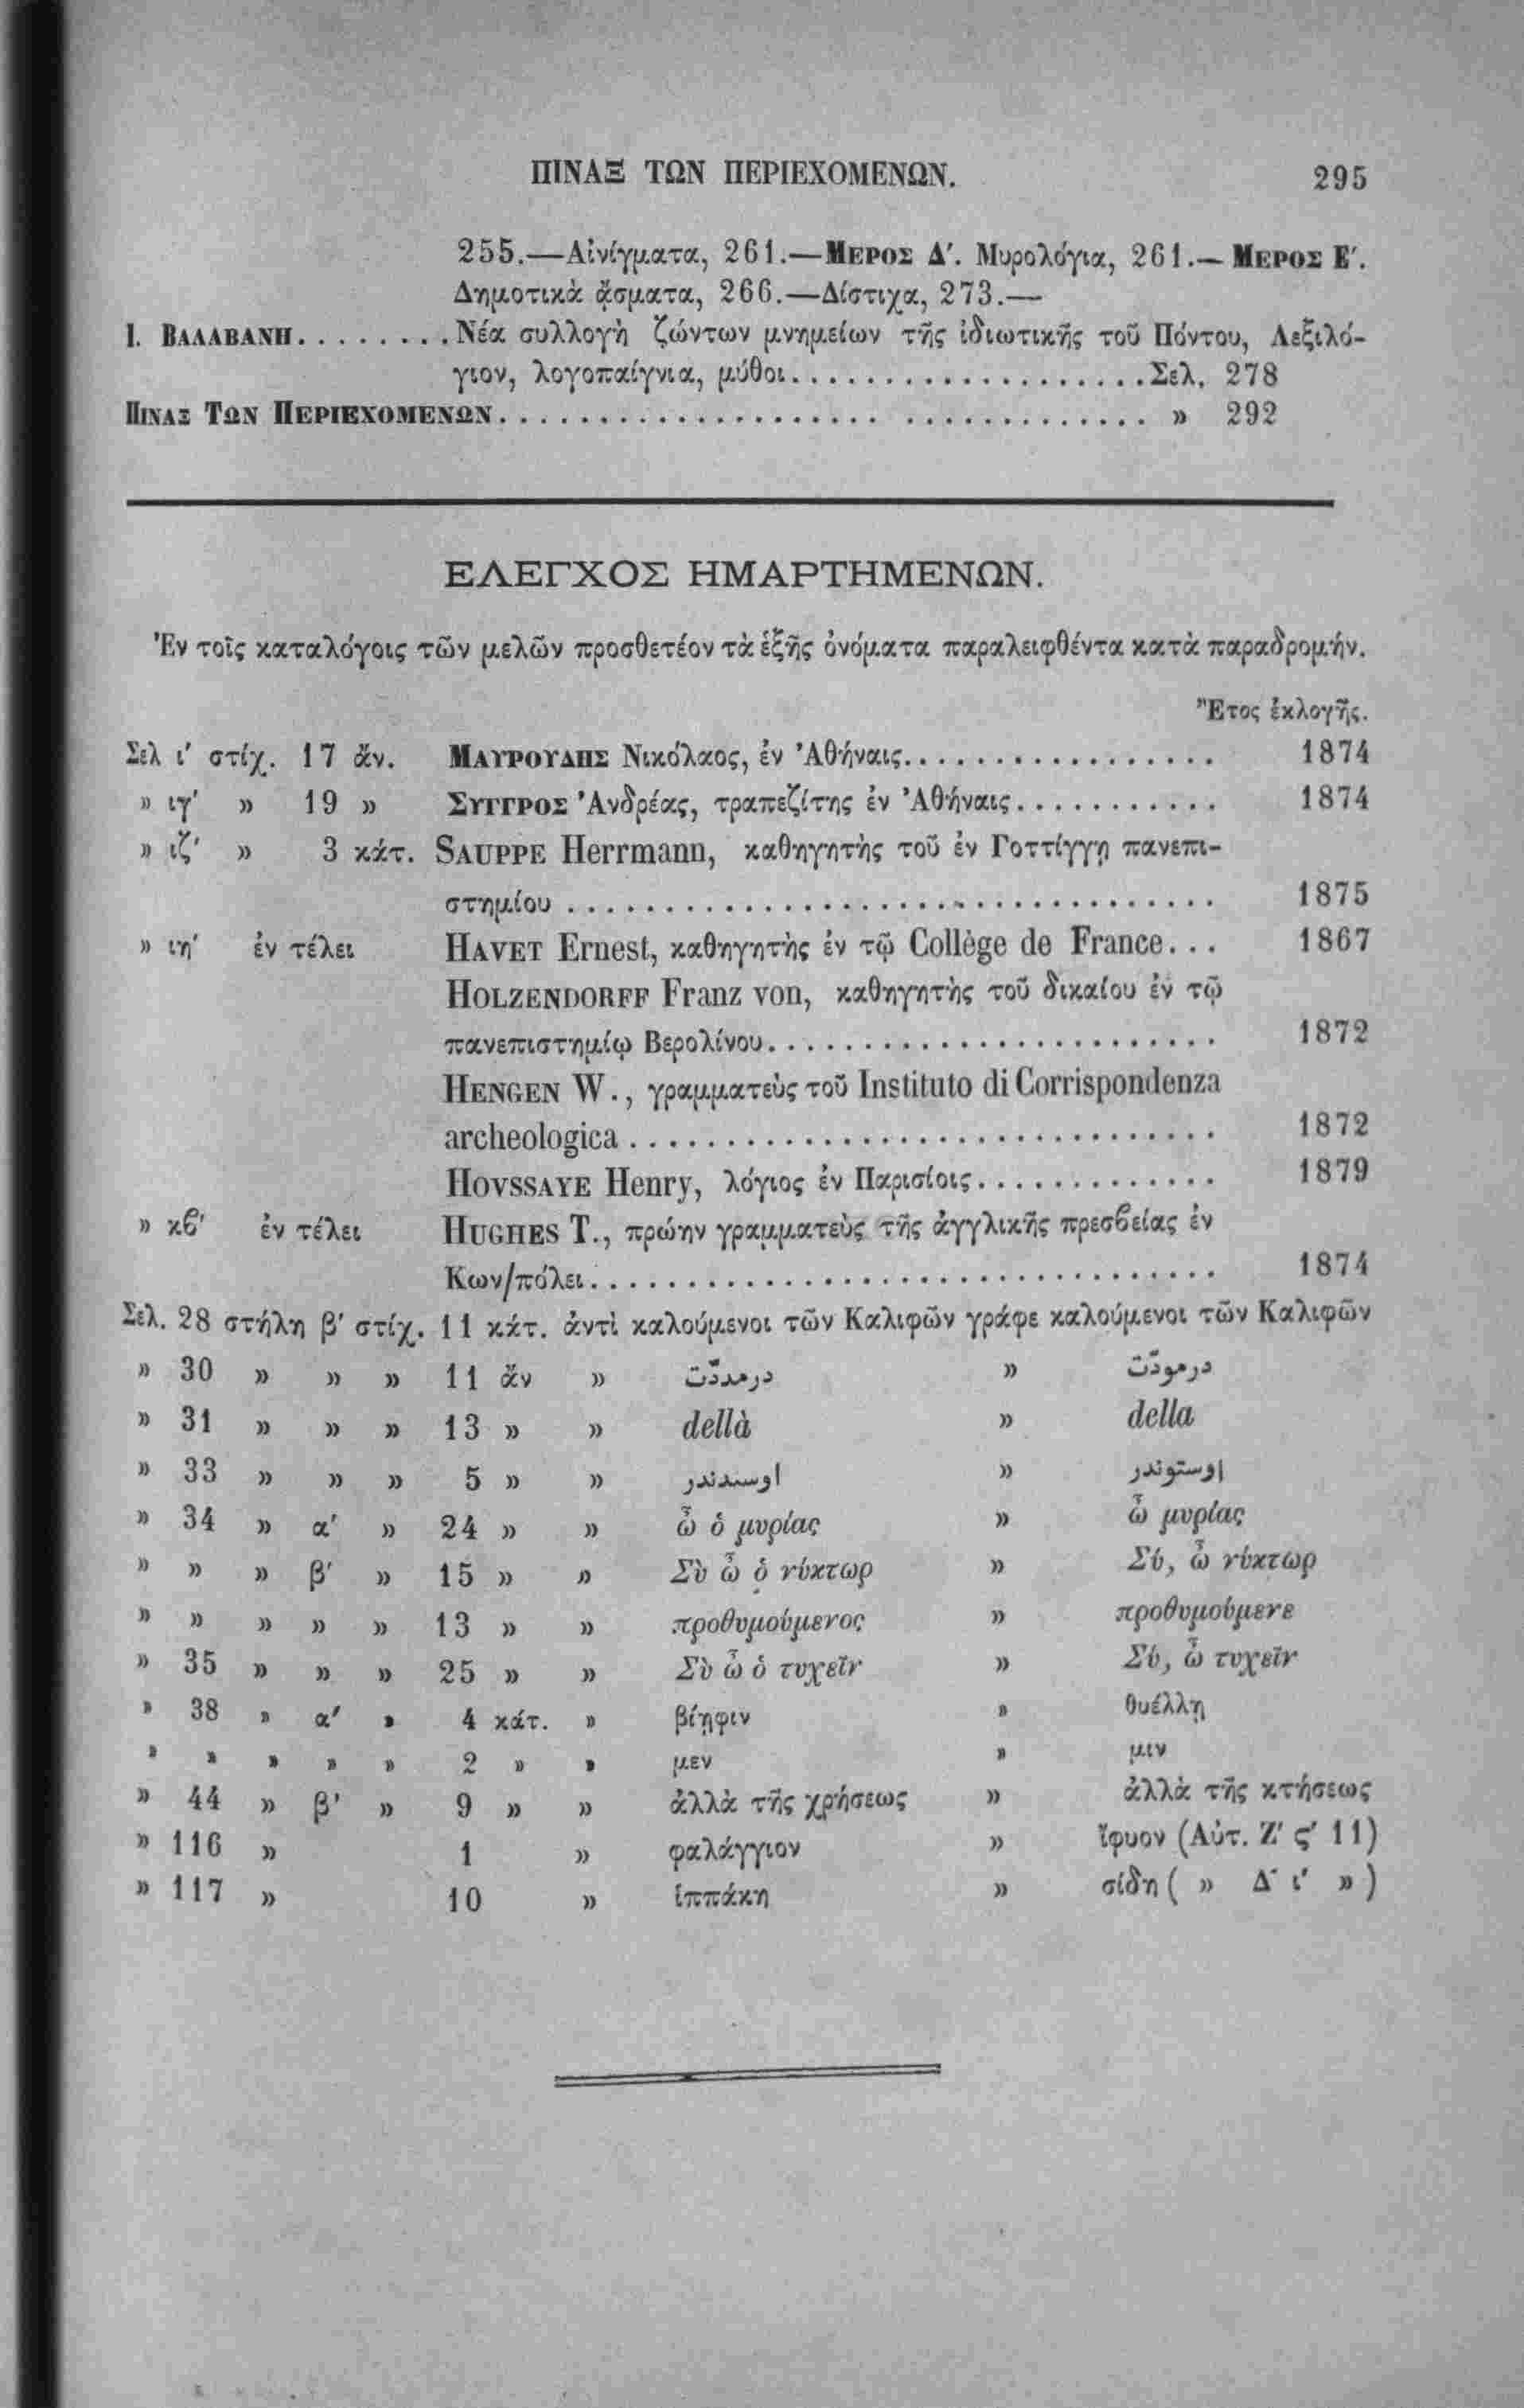 ΠΙΝΑΞ ΤΩΝ ΠΕΡΙΕΧΟΜΕΝΩΝ. 295
255.—Αἰνίγματα, 261.—ΜΕΡΟΣ Δ'. Μυρολόγια, 261.—ΜΕΡΟΣ Ε'.
Δημοτικὰ ᾄσματα, 266.—Δίστιχα, 273.—
Ι. ΒΑΛΑΒΑΝΗ........Νέα συλλογὴ ζώντων μνημείων τῆς ἰδιωτικῆς τοῦ Πόντου, Λεξιλό-
γιον, λογοπαίγνια, μύθοι...................Σελ. 278
ΠΙΝΑΞ ΤΩΝ ΠΕΡΙΕΧΟΜΕΝΩΝ................................ » 292
ΕΛΕΓΧΟΣ ΗΜΑΡΤΗΜΕΝΩΝ.
Ἐν τοῖς καταλόγοις τῶν μελῶν προσθετέον τὰ ἑξῆς ὀνόματα παραλειφθέντα κατὰ παραδρομήν.
Ἔτος ἐκλογῆς.
Σελ ι' στίχ. 17 ἄν. ΜΑΥΡΟΥΔΗΣ Νικόλαος, ἐν Ἀθήναις................. 1874
» ιγ' » 19 » ΣΥΓΓΡΟΣ Ἀνδρέας, τραπεζίτης ἐν Ἀθήναις........... 1874
» ιζ' » 3 κάτ. SAUPPE Herrmann, καθηγητὴς τοῦ ἐν Γοττίγγῃ πανεπι-
στημίου .................................. 1875
» ιη' ἐν τέλει HAVET Ernest, καθηγητὴς ἐν τῷ Collège de France... 1867
HOLZENDORFF Franz von, καθηγητὴς τοῦ δικαίου ἐν τῷ
πανεπιστημίῳ Βερολίνου........................ 1872
HENGEN W., γραμματεὺς τοῦ Instituto di Corrispondenza
archeologica ............................... 1872
HOVSSAYE Henry, λόγιος ἐν Παρισίοις............. 1879
» κϐ' ἐν τέλει HUGHES T., πρώην γραμματεὺς τῆς ἀγγλικῆς πρεσϐείας ἐν
Κων/πόλει................................. 1874
Σελ. 28 στήλη β' στίχ. 11 κάτ. ἀντὶ καλούμενοι τῶν Καλιφῶν γράφε καλούμενοι τῶν Καλιφῶν
» 30 » » » 11 ἄν » درمدّت » درمودّت
» 31 » » » 13 » » dellà » della
» 33 » » » 5 » » اوسندندر » اوستوندر
» 34 » α' » 24 » » ὦ ὁ μυρίας » ὦ μυρίας
» » » β' » 15 » » Σὺ ὦ ὁ νύκτωρ » Σύ, ὦ νύκτωρ
» » » » » 13 » » προθυμούμενος » προθυμούμενε
» 35 » » » 25 » » Σὺ ὦ ὁ τυχεῖν » Σύ, ὦ τυχεῖν
» 38 » α' » 4 κάτ. » βίῃφιν » θυέλλῃ
» » » » » 2 » » μεν » μιν
» 44 » β' » 9 » » ἀλλὰ τῆς χρήσεως » ἀλλὰ τῆς κτήσεως
» 116 » 1 » φαλάγγιον » ἴφυον (Αὐτ. Ζ' ϛ' 11)
» 117 » 10 » ἱππάκη » σίδη ( » Δ' ι' » )